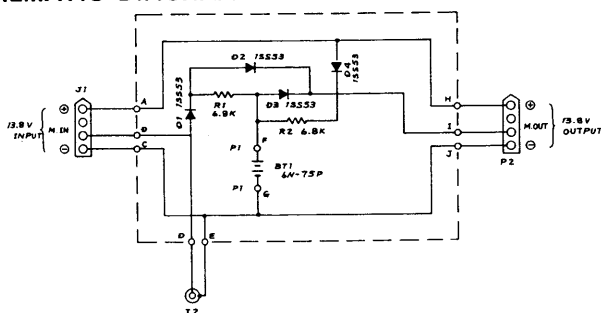 J1
13.8V
INPUT
⊕
M.IN
⊖
A
B
C
D1 1SS53
D2 1SS53
R1
6.8K
D3 1SS53
D4
1SS53
R2 6.8K
F
P1
BT1
6N-75P
P1
G
D
E
J2
H
I
J
⊕
M.OUT
⊖
P2
13.8V
OUTPUT